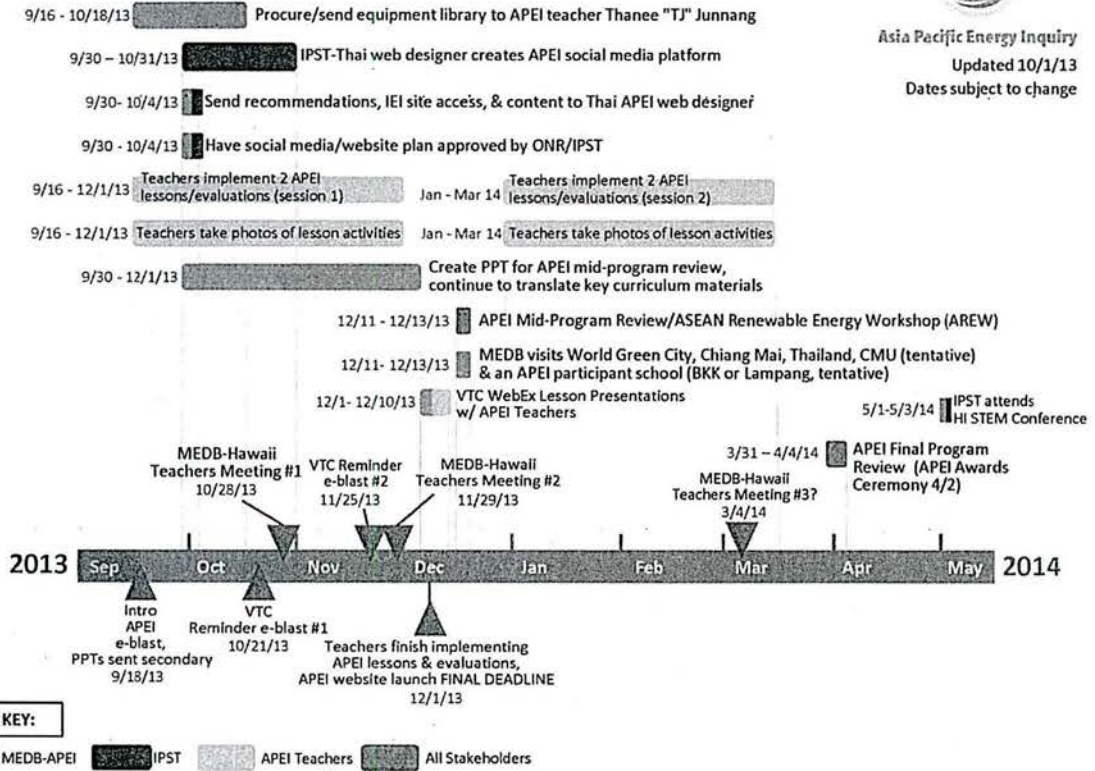 9/16 - 10/18/13 Procure/send equipment library to APEI teacher Thanee "TJ" Junnang
Asia Pacific Energy Inquiry
Updated 10/1/13
Dates subject to change
9/30 – 10/31/13 IPST-Thai web designer creates APEI social media platform
9/30- 10/4/13 Send recommendations, IEI site access, & content to Thai APEI web designer
9/30 - 10/4/13 Have social media/website plan approved by ONR/IPST
9/16 - 12/1/13 Teachers implement 2 APEI
lessons/evaluations (session 1)
Jan - Mar 14 Teachers implement 2 APEI
lessons/evaluations (session 2)
9/16 - 12/1/13 Teachers take photos of lesson activities
Jan - Mar 14 Teachers take photos of lesson activities
9/30 - 12/1/13 Create PPT for APEI mid-program review,
continue to translate key curriculum materials
12/11 - 12/13/13 APEI Mid-Program Review/ASEAN Renewable Energy Workshop (AREW)
12/11- 12/13/13 MEDB visits World Green City, Chiang Mai, Thailand, CMU (tentative)
& an APEI participant school (BKK or Lampang, tentative)
12/1- 12/10/13 VTC WebEx Lesson Presentations
w/ APEI Teachers
5/1-5/3/14 IPST attends
HI STEM Conference
3/31 – 4/4/14 APEI Final Program
Review (APEI Awards
Ceremony 4/2)
MEDB-Hawaii
Teachers Meeting #1
10/28/13
VTC Reminder
e-blast #2
11/25/13
MEDB-Hawaii
Teachers Meeting #2
11/29/13
MEDB-Hawaii
Teachers Meeting #3?
3/4/14
2013 Sep Oct Nov Dec Jan Feb Mar Apr May 2014
Intro
APEI
e-blast,
PPTs sent secondary
9/18/13
VTC
Reminder e-blast #1
10/21/13
Teachers finish implementing
APEI lessons & evaluations,
APEI website launch FINAL DEADLINE
12/1/13
KEY:
MEDB-APEI IPST APEI Teachers All Stakeholders